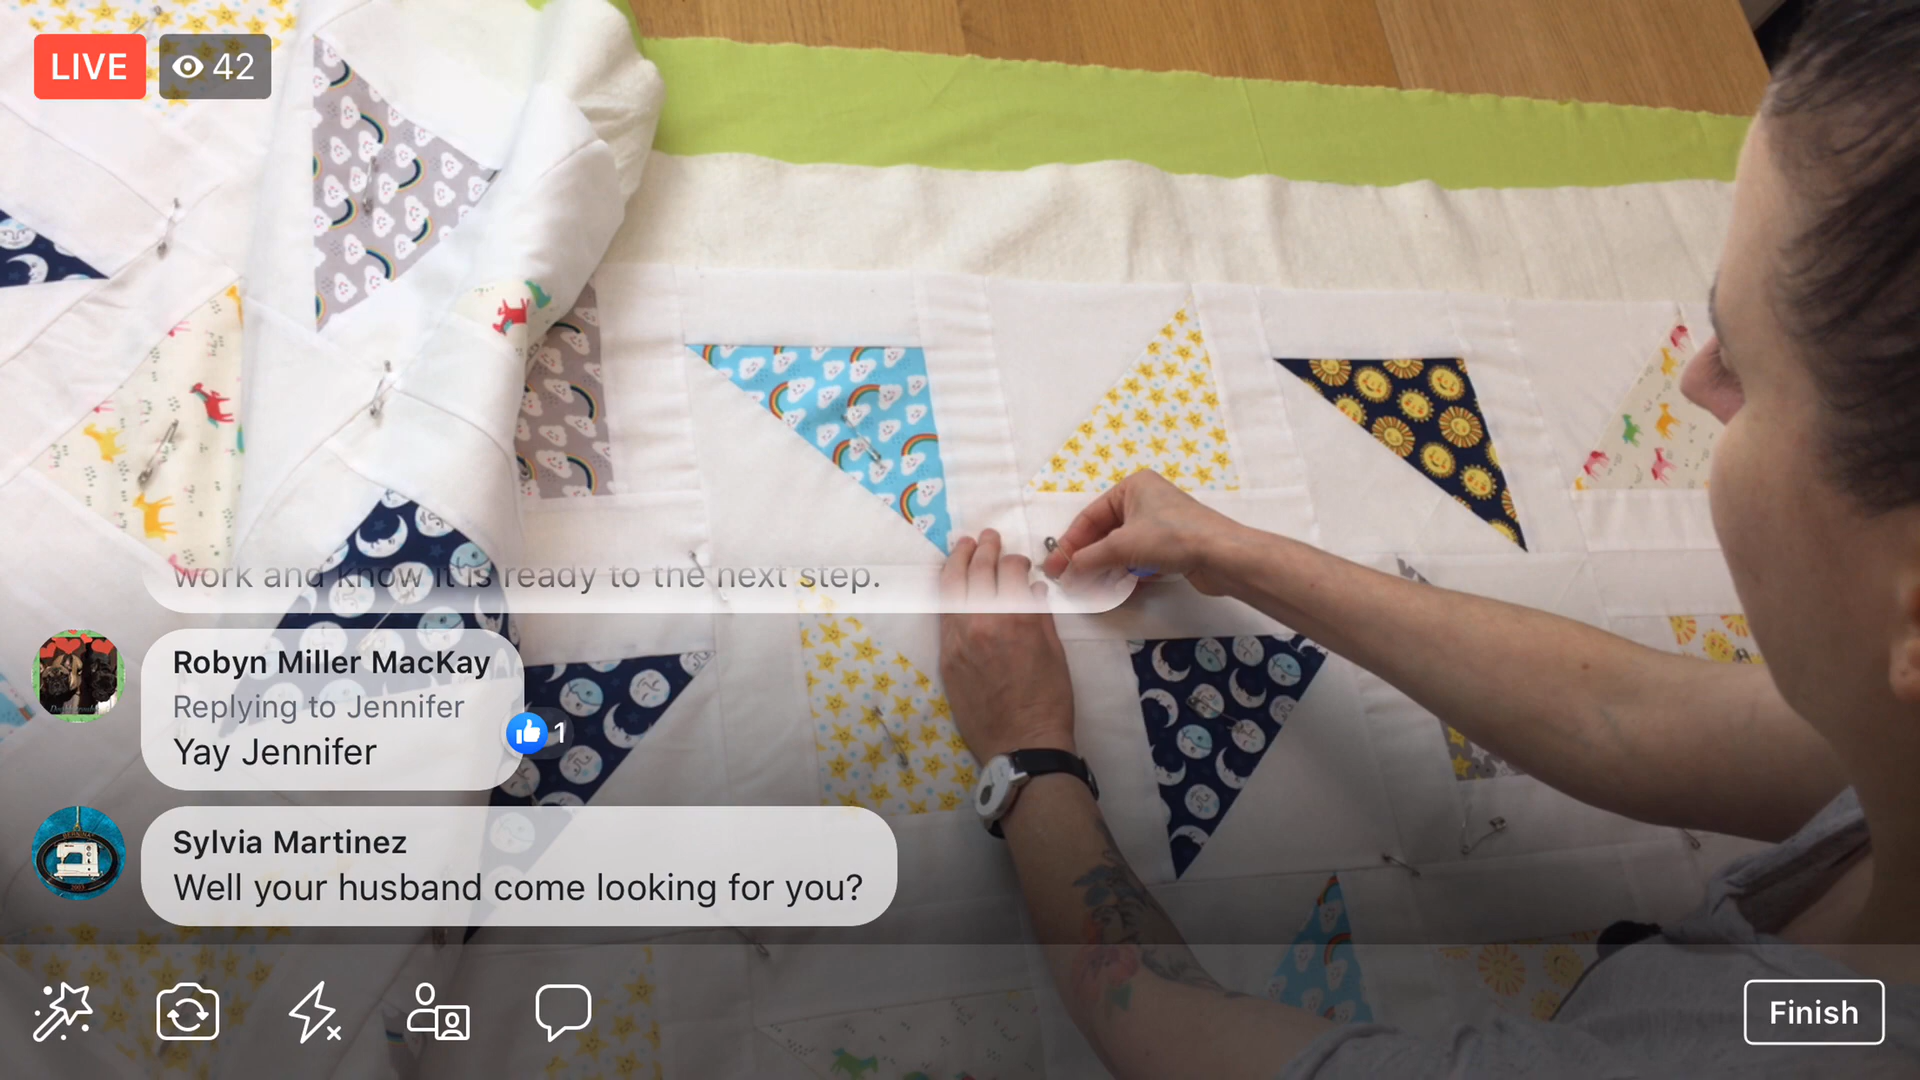 LIVE 42
work and know it is ready to the next step.
Robyn Miller MacKay
Replying to Jennifer
1
Yay Jennifer
Sylvia Martinez
Well your husband come looking for you?
Finish